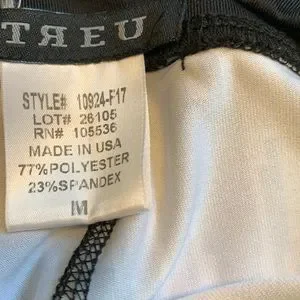 TREU
STYLE# 10924-F17
LOT# 26105
RN# 105536
MADE IN USA
77%POLYESTER
23%SPANDEX
M